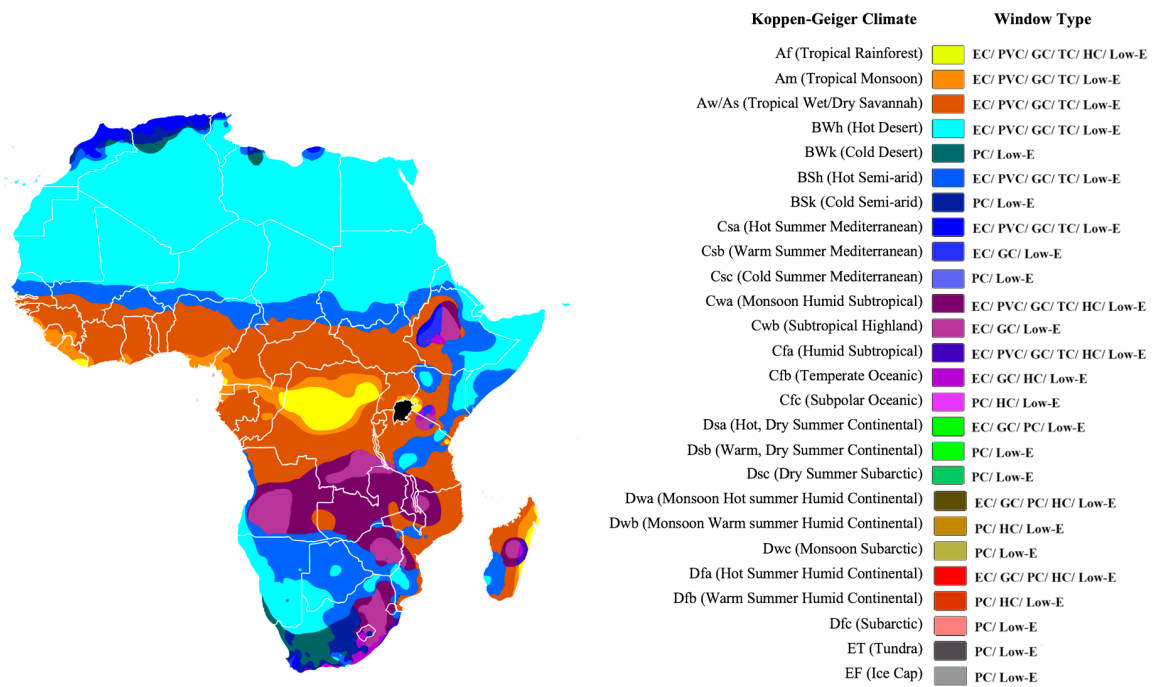 Koppen-Geiger Climate Window Type
Af (Tropical Rainforest) EC/ PVC/ GC/ TC/ HC/ Low-E
Am (Tropical Monsoon) EC/ PVC/ GC/ TC/ Low-E
Aw/As (Tropical Wet/Dry Savannah) EC/ PVC/ GC/ TC/ Low-E
BWh (Hot Desert) EC/ PVC/ GC/ TC/ Low-E
BWk (Cold Desert) PC/ Low-E
BSh (Hot Semi-arid) EC/ PVC/ GC/ TC/ Low-E
BSk (Cold Semi-arid) PC/ Low-E
Csa (Hot Summer Mediterranean) EC/ PVC/ GC/ TC/ Low-E
Csb (Warm Summer Mediterranean) EC/ GC/ Low-E
Csc (Cold Summer Mediterranean) PC/ Low-E
Cwa (Monsoon Humid Subtropical) EC/ PVC/ GC/ TC/ HC/ Low-E
Cwb (Subtropical Highland) EC/ GC/ Low-E
Cfa (Humid Subtropical) EC/ PVC/ GC/ TC/ HC/ Low-E
Cfb (Temperate Oceanic) EC/ GC/ HC/ Low-E
Cfc (Subpolar Oceanic) PC/ HC/ Low-E
Dsa (Hot, Dry Summer Continental) EC/ GC/ PC/ Low-E
Dsb (Warm, Dry Summer Continental) PC/ Low-E
Dsc (Dry Summer Subarctic) PC/ Low-E
Dwa (Monsoon Hot summer Humid Continental) EC/ GC/ PC/ HC/ Low-E
Dwb (Monsoon Warm summer Humid Continental) PC/ HC/ Low-E
Dwc (Monsoon Subarctic) PC/ Low-E
Dfa (Hot Summer Humid Continental) EC/ GC/ PC/ HC/ Low-E
Dfb (Warm Summer Humid Continental) PC/ HC/ Low-E
Dfc (Subarctic) PC/ Low-E
ET (Tundra) PC/ Low-E
EF (Ice Cap) PC/ Low-E